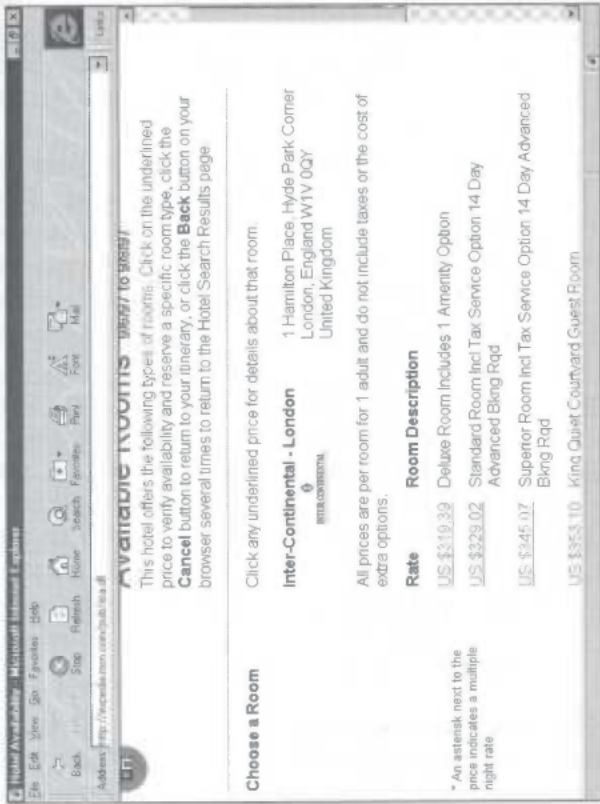 Hotel Availability - Microsoft Internet Explorer
File Edit View Go Favorites Help
Back Stop Refresh Home Search Favorites Print Font Mail
Address
Links
Available Rooms to
This hotel offers the following types of rooms. Click on the underlined
price to verify availability and reserve a specific room type, click the
Cancel button to return to your itinerary, or click the Back button on your
browser several times to return to the Hotel Search Results page
Choose a Room
Click any underlined price for details about that room.
Inter-Continental - London
INTER-CONTINENTAL
1 Hamilton Place, Hyde Park Corner
London, England W1V 0QY
United Kingdom
All prices are per room for 1 adult and do not include taxes or the cost of
extra options.
* An asterisk next to the
price indicates a multiple
night rate
Rate Room Description
US $319.39 Deluxe Room Includes 1 Amenity Option
US $329.02 Standard Room Incl Tax Service Option 14 Day
Advanced Bkng Rqd
US $345.07 Superior Room Incl Tax Service Option 14 Day Advanced
Bkng Rqd
US $353.10 King Quiet Courtyard Guest Room